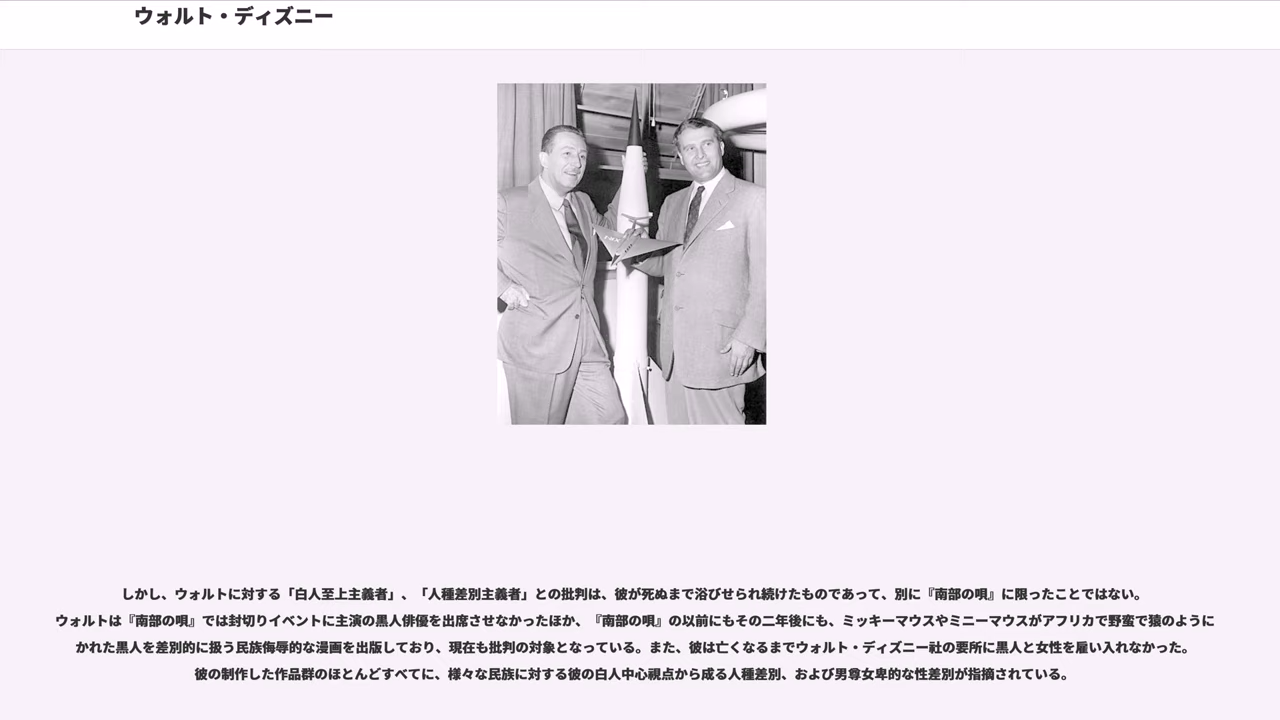 ウォルト・ディズニー
しかし、ウォルトに対する「白人至上主義者」、「人種差別主義者」との批判は、彼が死ぬまで浴びせられ続けたものであって、別に『南部の唄』に限ったことではない。
ウォルトは『南部の唄』では封切りイベントに主演の黒人俳優を出席させなかったほか、『南部の唄』の以前にもその二年後にも、ミッキーマウスやミニーマウスがアフリカで野蛮で猿のように
かれた黒人を差別的に扱う民族侮辱的な漫画を出版しており、現在も批判の対象となっている。また、彼は亡くなるまでウォルト・ディズニー社の要所に黒人と女性を雇い入れなかった。
彼の制作した作品群のほとんどすべてに、様々な民族に対する彼の白人中心視点から成る人種差別、および男尊女卑的な性差別が指摘されている。